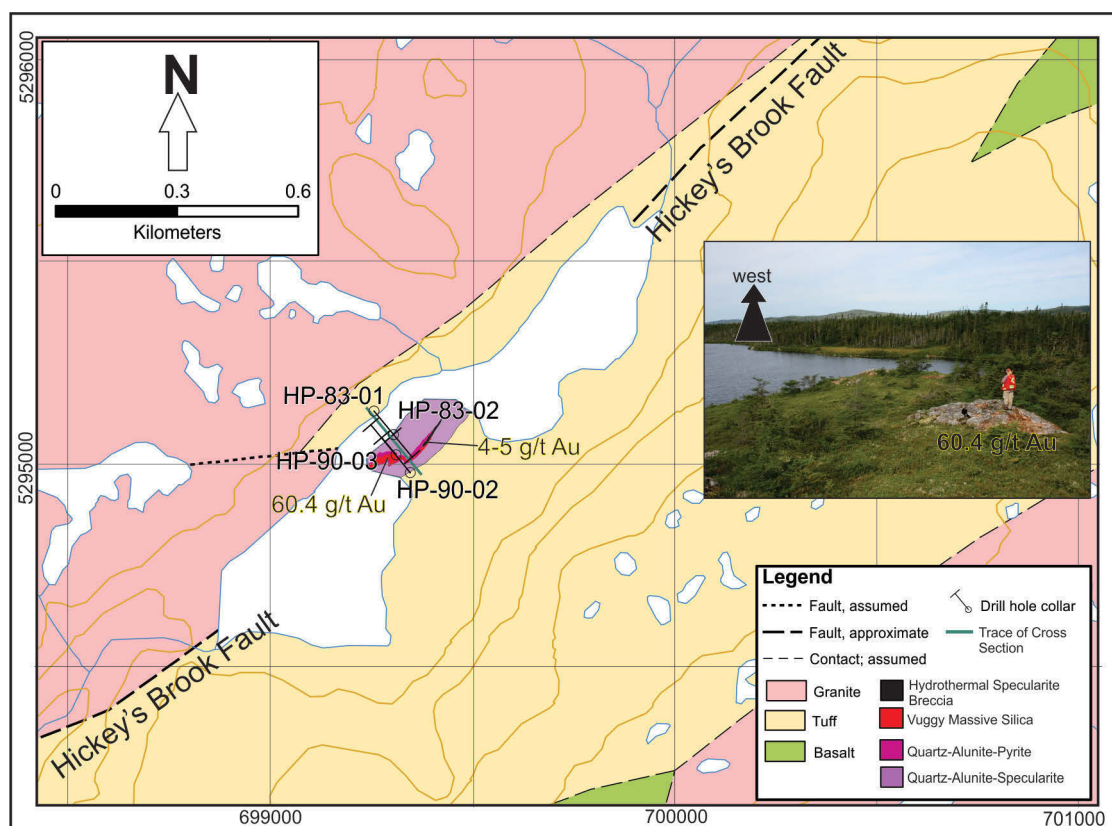 5296000
N
0
0.3
0.6
Kilometers
Hickey's Brook Fault
Hickey's Brook Fault
west
60.4 g/t Au
HP-83-01
HP-83-02
4-5 g/t Au
5295000
HP-90-03
HP-90-02
60.4 g/t Au
Hickey's Brook Fault
Legend
Fault, assumed
Drill hole collar
Fault, approximate
Trace of Cross
Section
Contact; assumed
Granite
Hydrothermal Specularite
Breccia
Tuff
Vuggy Massive Silica
Basalt
Quartz-Alunite-Pyrite
Quartz-Alunite-Specularite
699000
700000
701000